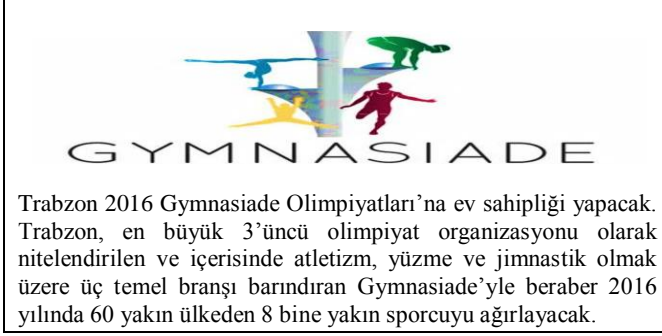 GYMNASIADE
Trabzon 2016 Gymnasiade Olimpiyatları’na ev sahipliği yapacak.
Trabzon, en büyük 3’üncü olimpiyat organizasyonu olarak
nitelendirilen ve içerisinde atletizm, yüzme ve jimnastik olmak
üzere üç temel branşı barındıran Gymnasiade’yle beraber 2016
yılında 60 yakın ülkeden 8 bine yakın sporcuyu ağırlayacak.